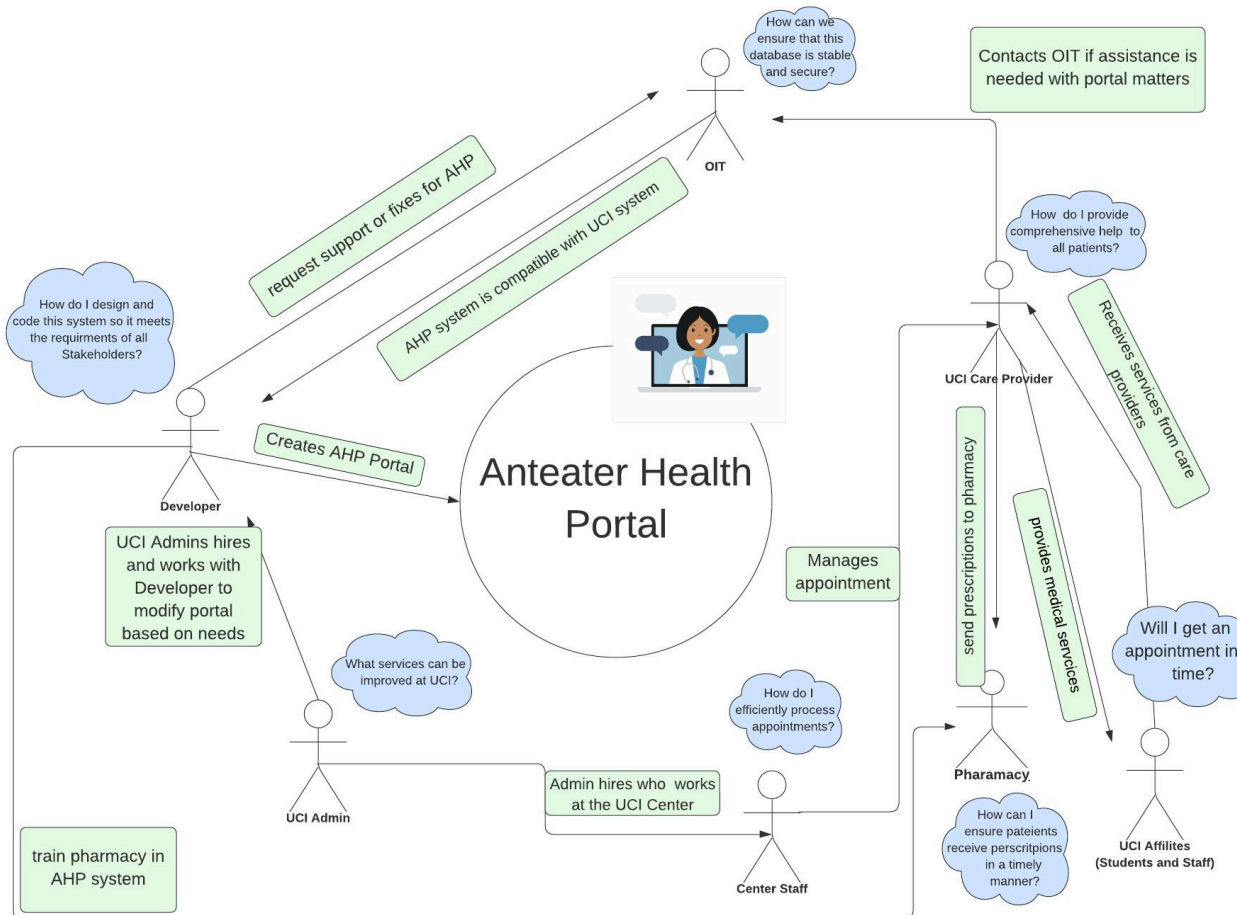 How can we
ensure that this
database is stable
and secure?
Contacts OIT if assistance is
needed with portal matters
OIT
request support or fixes for AHP
AHP system is compatible wirh UCI system
How do I provide
comprehensive help to
all patients?
How do I design and
code this system so it meets
the requirments of all
Stakeholders?
Receives services from care
providers
UCI Care Provider
Creates AHP Portal
Anteater Health
Portal
Developer
UCI Admins hires
and works with
Developer to
modify portal
based on needs
Manages
appointment
send prescriptions to pharmacy
provides medical servcices
Will I get an
appointment in
time?
What services can be
improved at UCI?
How do I
efficiently process
appointments?
Pharamacy
Admin hires who works
at the UCI Center
UCI Admin
How can I
ensure pateients
receive perscritpions
in a timely
manner?
UCI Affilites
(Students and Staff)
train pharmacy in
AHP system
Center Staff